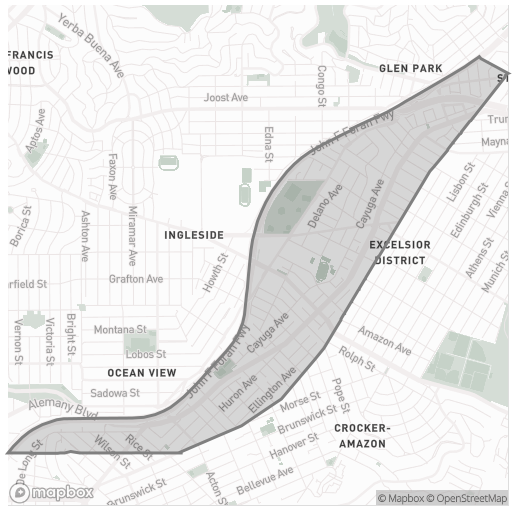 Yerba Buena Ave
FRANCIS
WOOD
GLEN PARK
ST
Congo St
Joost Ave
John F Foran Fwy
Trum
Mayna
Aptos Ave
Edna St
Faxon Ave
Lisbon St
Edinburgh St
Vienna
Delano Ave
Cayuga Ave
Borica St
Ashton Ave
Miramar Ave
INGLESIDE
EXCELSIOR
DISTRICT
Howth St
Athens St
Munich St
Grafton Ave
rfield St
Vernon St
Victoria St
Bright St
Montana St
Lobos St
John F Foran Fwy
Cayuga Ave
Amazon Ave
Rolph St
OCEAN VIEW
Sadowa St
Huron Ave
Ellington Ave
Pope St
Alemany Blvd
Morse St
Brunswick St
CROCKER-
AMAZON
De Long St
Wilson St
Rice St
Hanover St
Acton St
Bellevue Ave
Brunswick St
mapbox
© Mapbox © OpenStreetMap